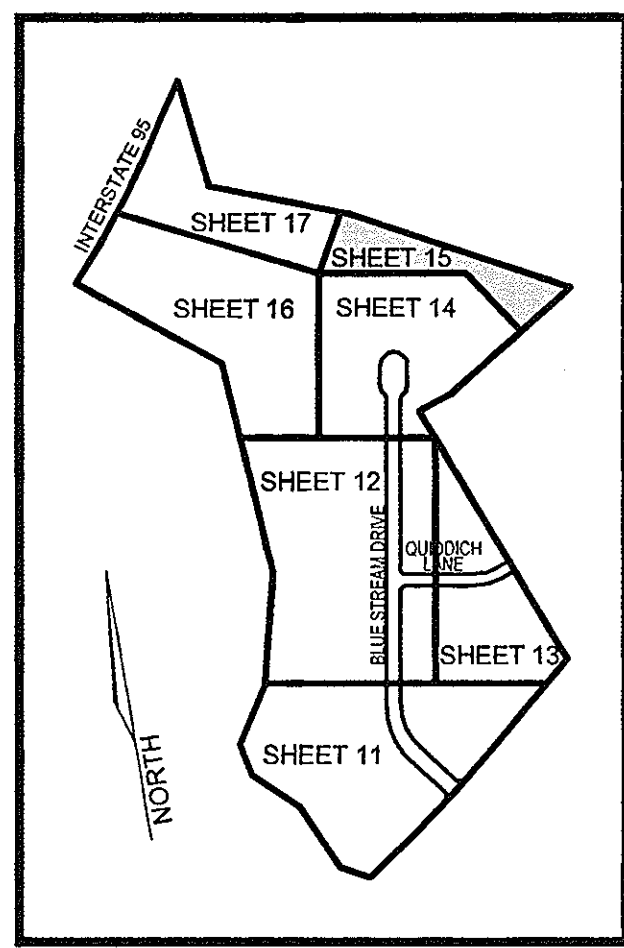 INTERSTATE 95
SHEET 17
SHEET 15
SHEET 16
SHEET 14
SHEET 12
BLUE STREAM DRIVE
QUIDDICH
LANE
SHEET 13
SHEET 11
NORTH